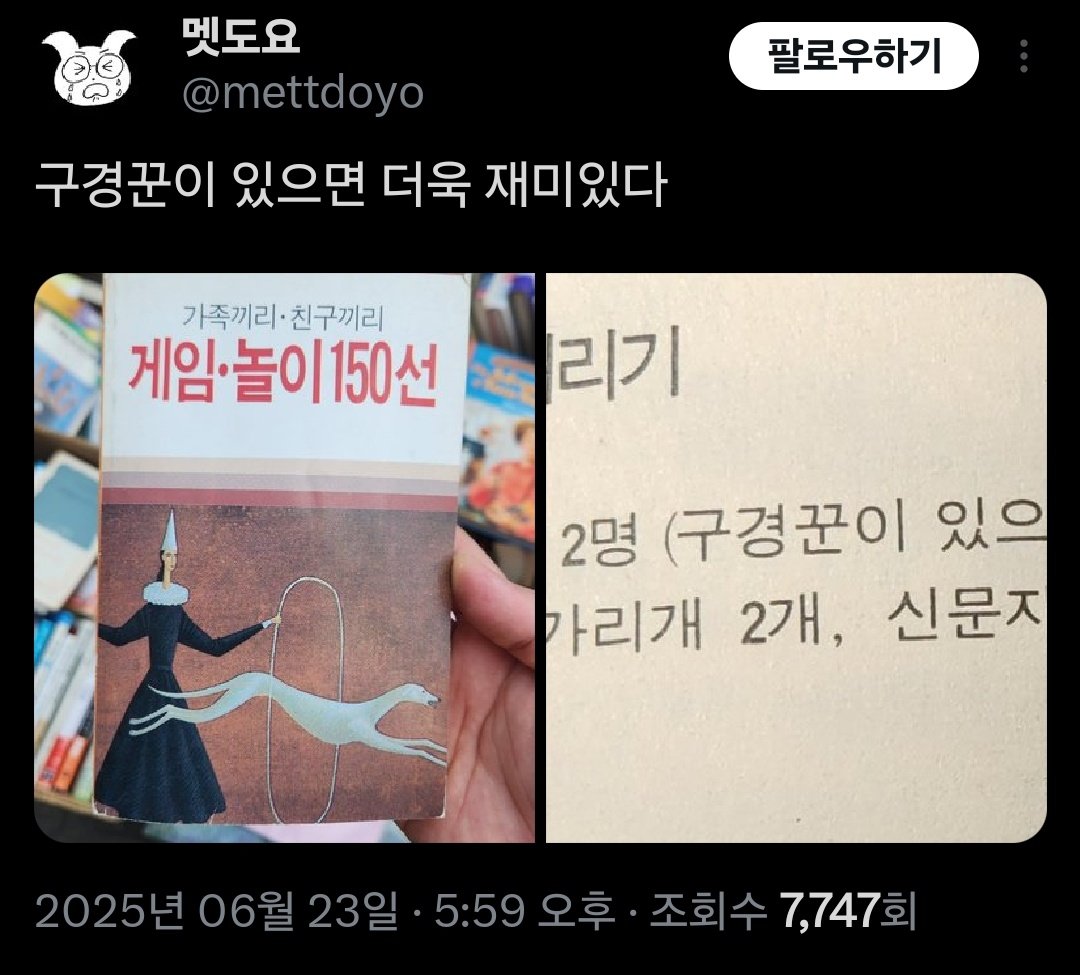 멧도요
@mettdoyo
팔로우하기
구경꾼이 있으면 더욱 재미있다
가족끼리·친구끼리
게임·놀이150선
리기
2명 (구경꾼이 있으
가리개 2개, 신문지
2025년 06월 23일 · 5:59 오후 · 조회수 7,747회